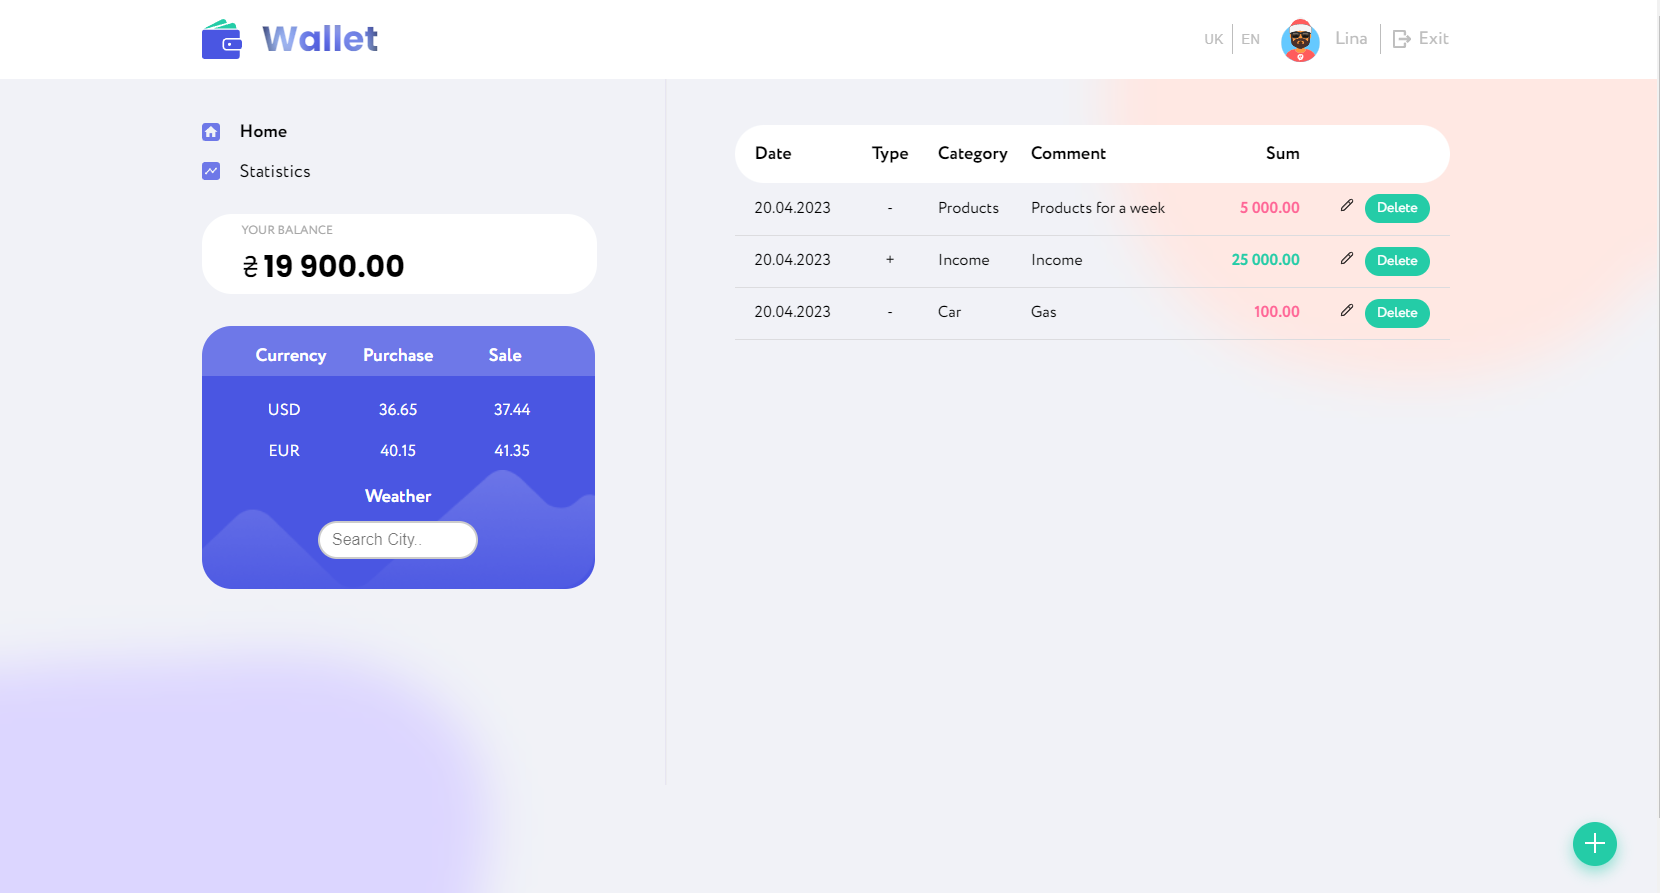 Wallet
UK EN Lina Exit
Home
Statistics
YOUR BALANCE
₴ 19 900.00
Currency Purchase Sale
USD 36.65 37.44
EUR 40.15 41.35
Weather
Search City..
Date Type Category Comment Sum
20.04.2023 - Products Products for a week 5 000.00 Delete
20.04.2023 + Income Income 25 000.00 Delete
20.04.2023 - Car Gas 100.00 Delete